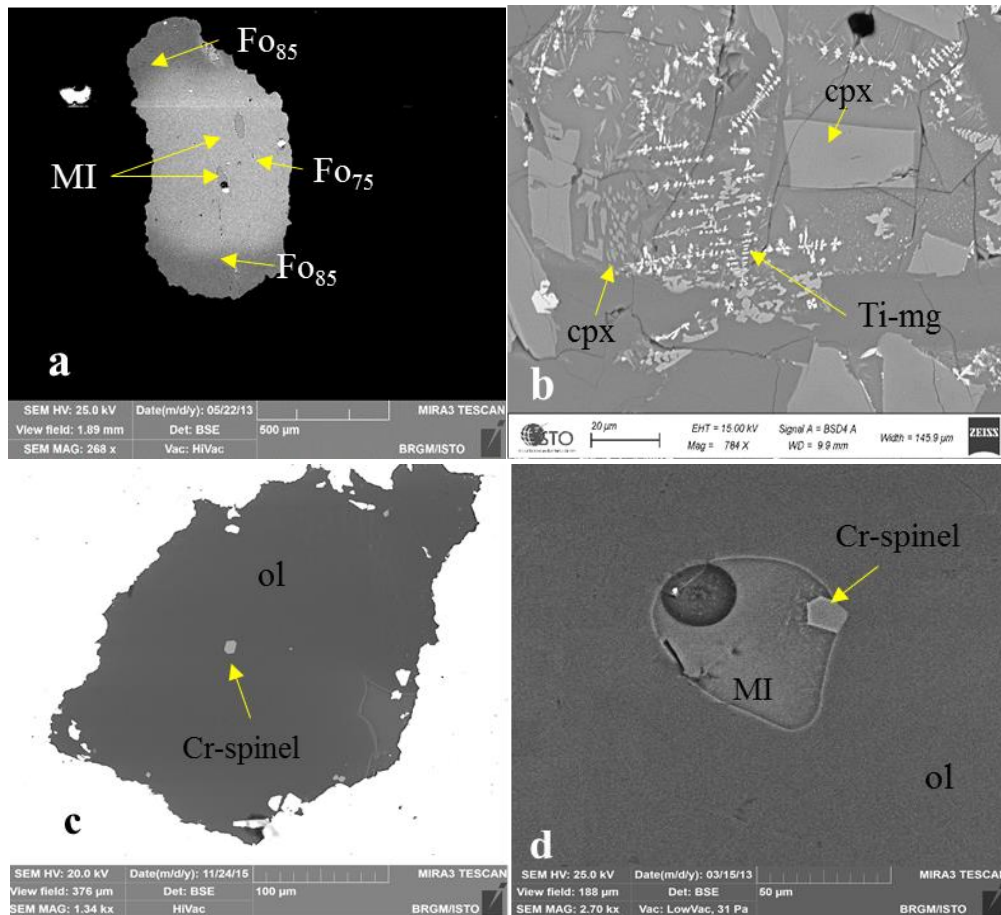 Fo85
MI
Fo75
Fo85
a
SEM HV: 25.0 kV Date(m/d/y): 05/22/13 MIRA3 TESCAN
View field: 1.89 mm Det: BSE 500 µm
SEM MAG: 268 x Vac: HiVac BRGM/ISTO
cpx
cpx
Ti-mg
b
ISTO 20 µm EHT = 15.00 kV Signal A = BSD4 A Width = 145.9 µm ZEISS
Mag = 784 X WD = 9.9 mm
ol
Cr-spinel
c
SEM HV: 20.0 kV Date(m/d/y): 11/24/15 MIRA3 TESCAN
View field: 376 µm Det: BSE 100 µm
SEM MAG: 1.34 kx HiVac BRGM/ISTO
Cr-spinel
MI
ol
d
SEM HV: 25.0 kV Date(m/d/y): 03/15/13 MIRA3 TESCAN
View field: 188 µm Det: BSE 50 µm
SEM MAG: 2.70 kx Vac: LowVac, 31 Pa BRGM/ISTO